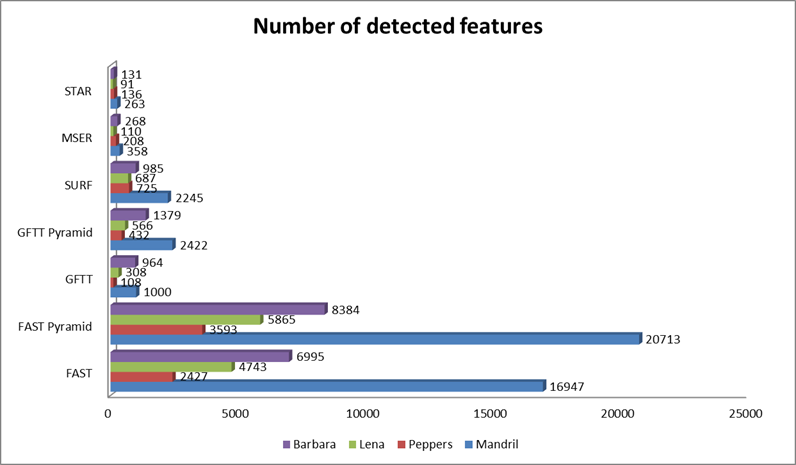 Number of detected features
STAR
131
91
136
263
MSER
268
110
208
358
SURF
985
687
725
2245
GFTT Pyramid
1379
566
432
2422
GFTT
964
308
108
1000
FAST Pyramid
8384
5865
3593
20713
FAST
6995
4743
2427
16947
0 5000 10000 15000 20000 25000
Barbara Lena Peppers Mandril